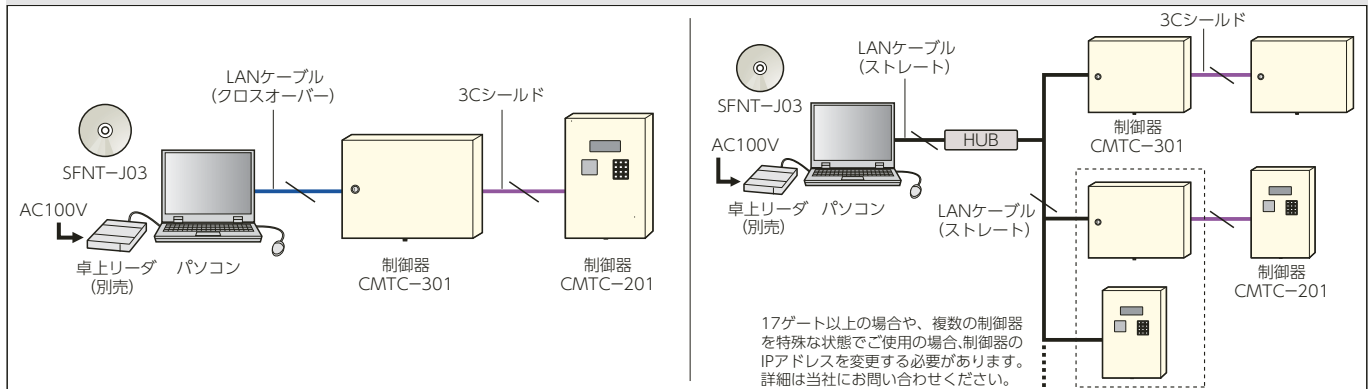 LANケーブル
(クロスオーバー)
3Cシールド
SFNT−J03
AC100V
卓上リーダ
(別売)
パソコン
制御器
CMTC−301
制御器
CMTC−201
3Cシールド
LANケーブル
(ストレート)
SFNT−J03
HUB
制御器
CMTC−301
AC100V
卓上リーダ
(別売)
パソコン
LANケーブル
(ストレート)
制御器
CMTC−201
17ゲート以上の場合や、複数の制御器
を特殊な状態でご使用の場合、制御器の
IPアドレスを変更する必要があります。
詳細は当社にお問い合わせください。